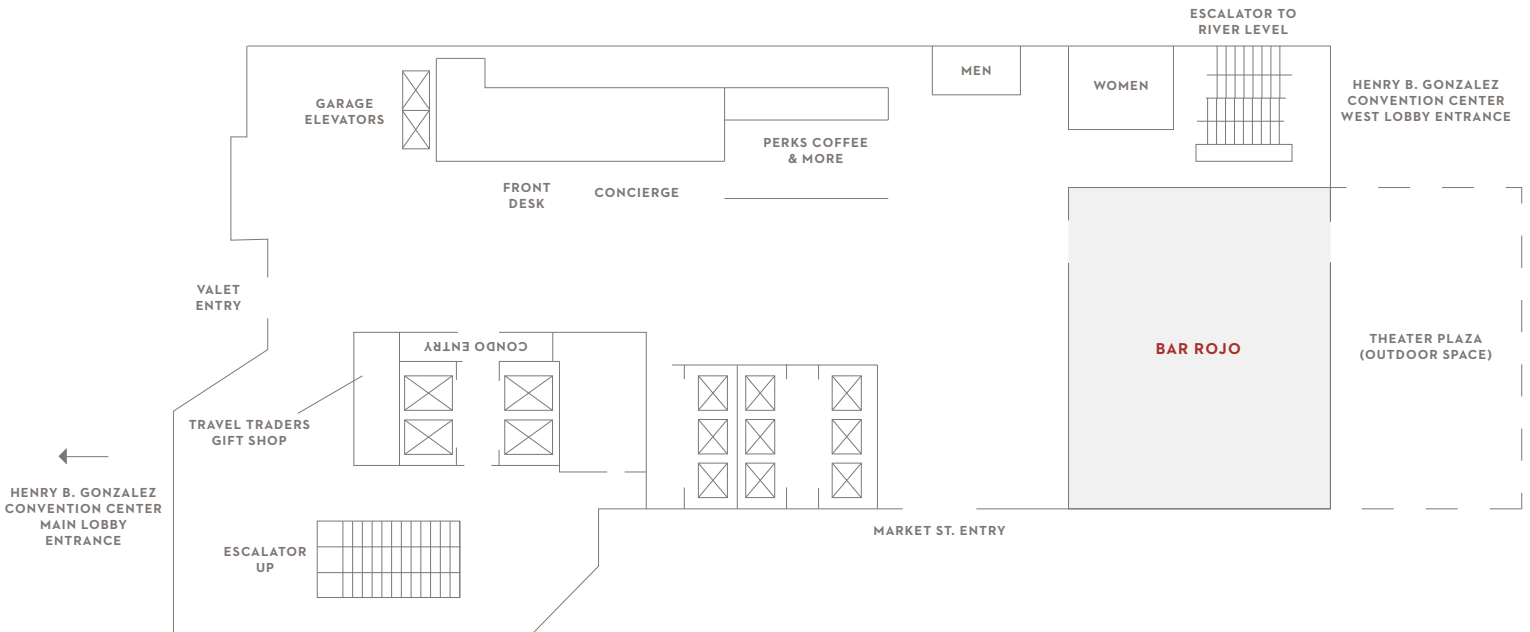 ESCALATOR TO
RIVER LEVEL
MEN
WOMEN
HENRY B. GONZALEZ
CONVENTION CENTER
WEST LOBBY ENTRANCE
GARAGE
ELEVATORS
PERKS COFFEE
& MORE
FRONT
DESK
CONCIERGE
VALET
ENTRY
CONDO ENTRY
BAR ROJO
THEATER PLAZA
(OUTDOOR SPACE)
TRAVEL TRADERS
GIFT SHOP
HENRY B. GONZALEZ
CONVENTION CENTER
MAIN LOBBY
ENTRANCE
MARKET ST. ENTRY
ESCALATOR
UP